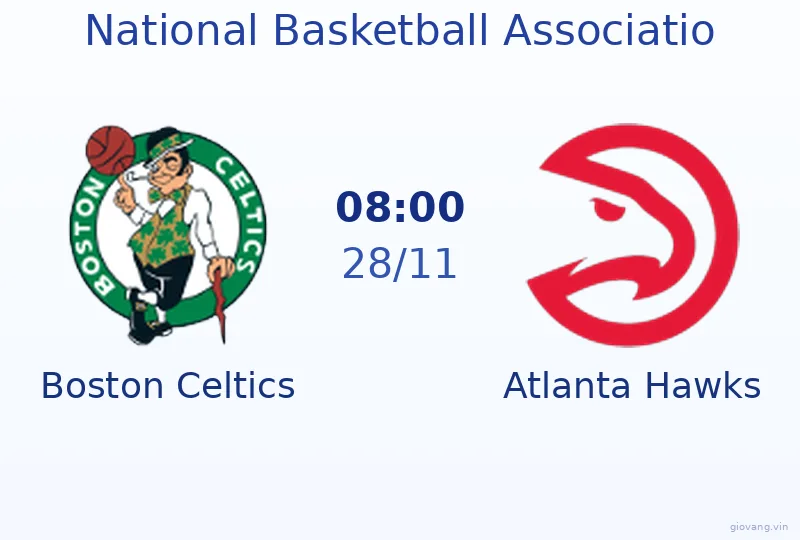 National Basketball Associatio
BOSTON CELTICS
08:00
28/11
Boston Celtics
Atlanta Hawks
giovang.vin